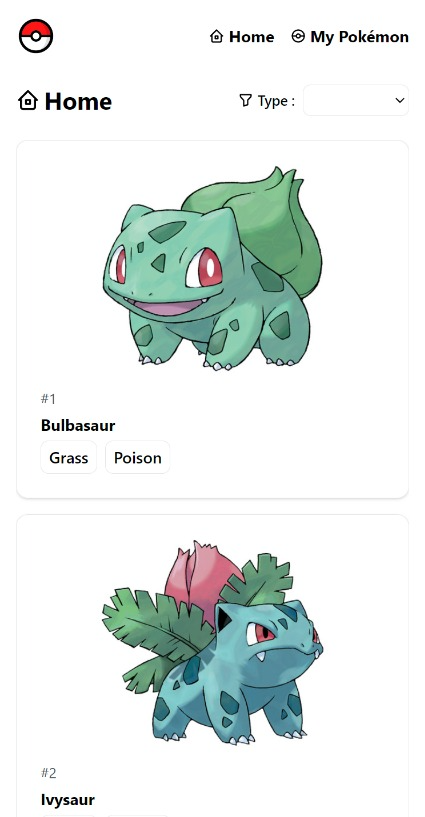 Home My Pokémon
Home Type :
#1
Bulbasaur
Grass Poison
#2
Ivysaur